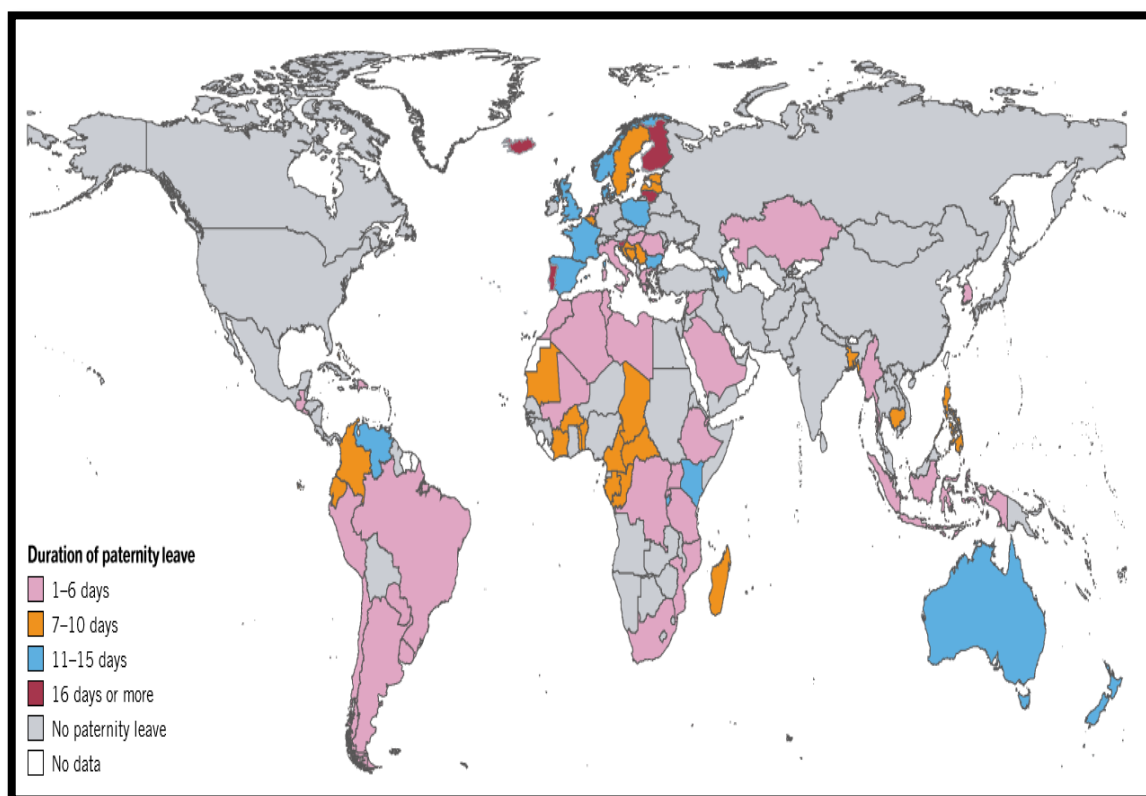 Duration of paternity leave
1–6 days
7–10 days
11–15 days
16 days or more
No paternity leave
No data